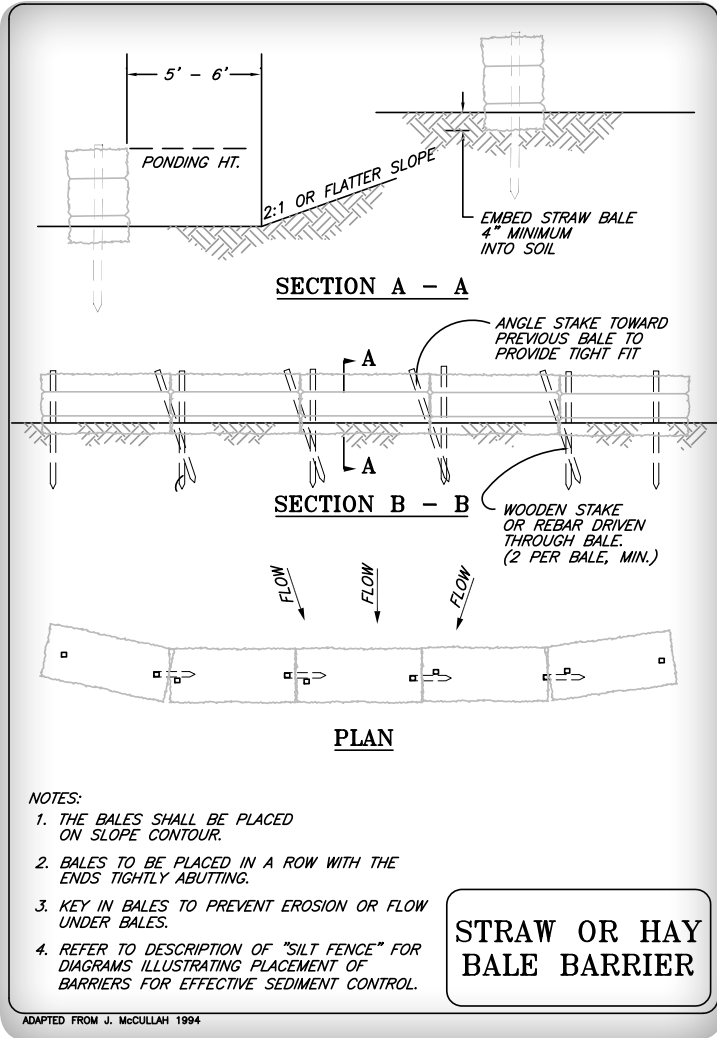 5' - 6'
PONDING HT.
2:1 OR FLATTER SLOPE
EMBED STRAW BALE
4" MINIMUM
INTO SOIL
SECTION A - A
ANGLE STAKE TOWARD
PREVIOUS BALE TO
PROVIDE TIGHT FIT
A
A
SECTION B - B
WOODEN STAKE
OR REBAR DRIVEN
THROUGH BALE.
(2 PER BALE, MIN.)
FLOW
FLOW
FLOW
PLAN
NOTES:
1. THE BALES SHALL BE PLACED
ON SLOPE CONTOUR.
2. BALES TO BE PLACED IN A ROW WITH THE
ENDS TIGHTLY ABUTTING.
3. KEY IN BALES TO PREVENT EROSION OR FLOW
UNDER BALES.
4. REFER TO DESCRIPTION OF "SILT FENCE" FOR
DIAGRAMS ILLUSTRATING PLACEMENT OF
BARRIERS FOR EFFECTIVE SEDIMENT CONTROL.
STRAW OR HAY
BALE BARRIER
ADAPTED FROM J. McCULLAH 1994